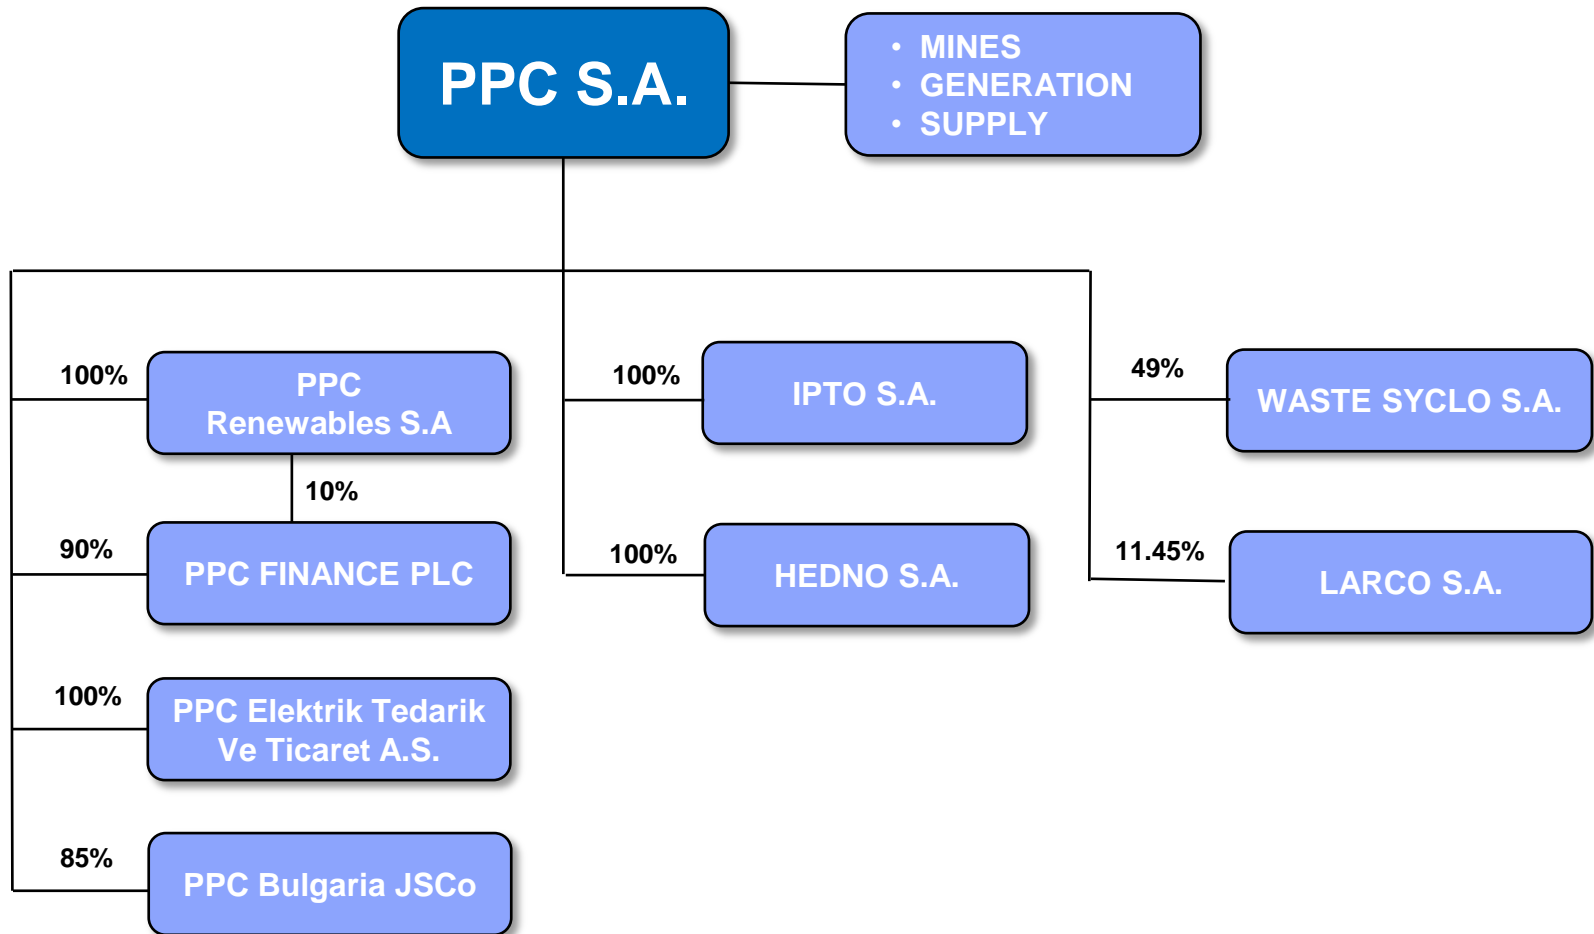 PPC S.A.
• MINES
• GENERATION
• SUPPLY
100%
PPC
Renewables S.A
10%
90%
PPC FINANCE PLC
100%
PPC Elektrik Tedarik
Ve Ticaret A.S.
85%
PPC Bulgaria JSCo
100%
IPTO S.A.
100%
HEDNO S.A.
49%
WASTE SYCLO S.A.
11.45%
LARCO S.A.